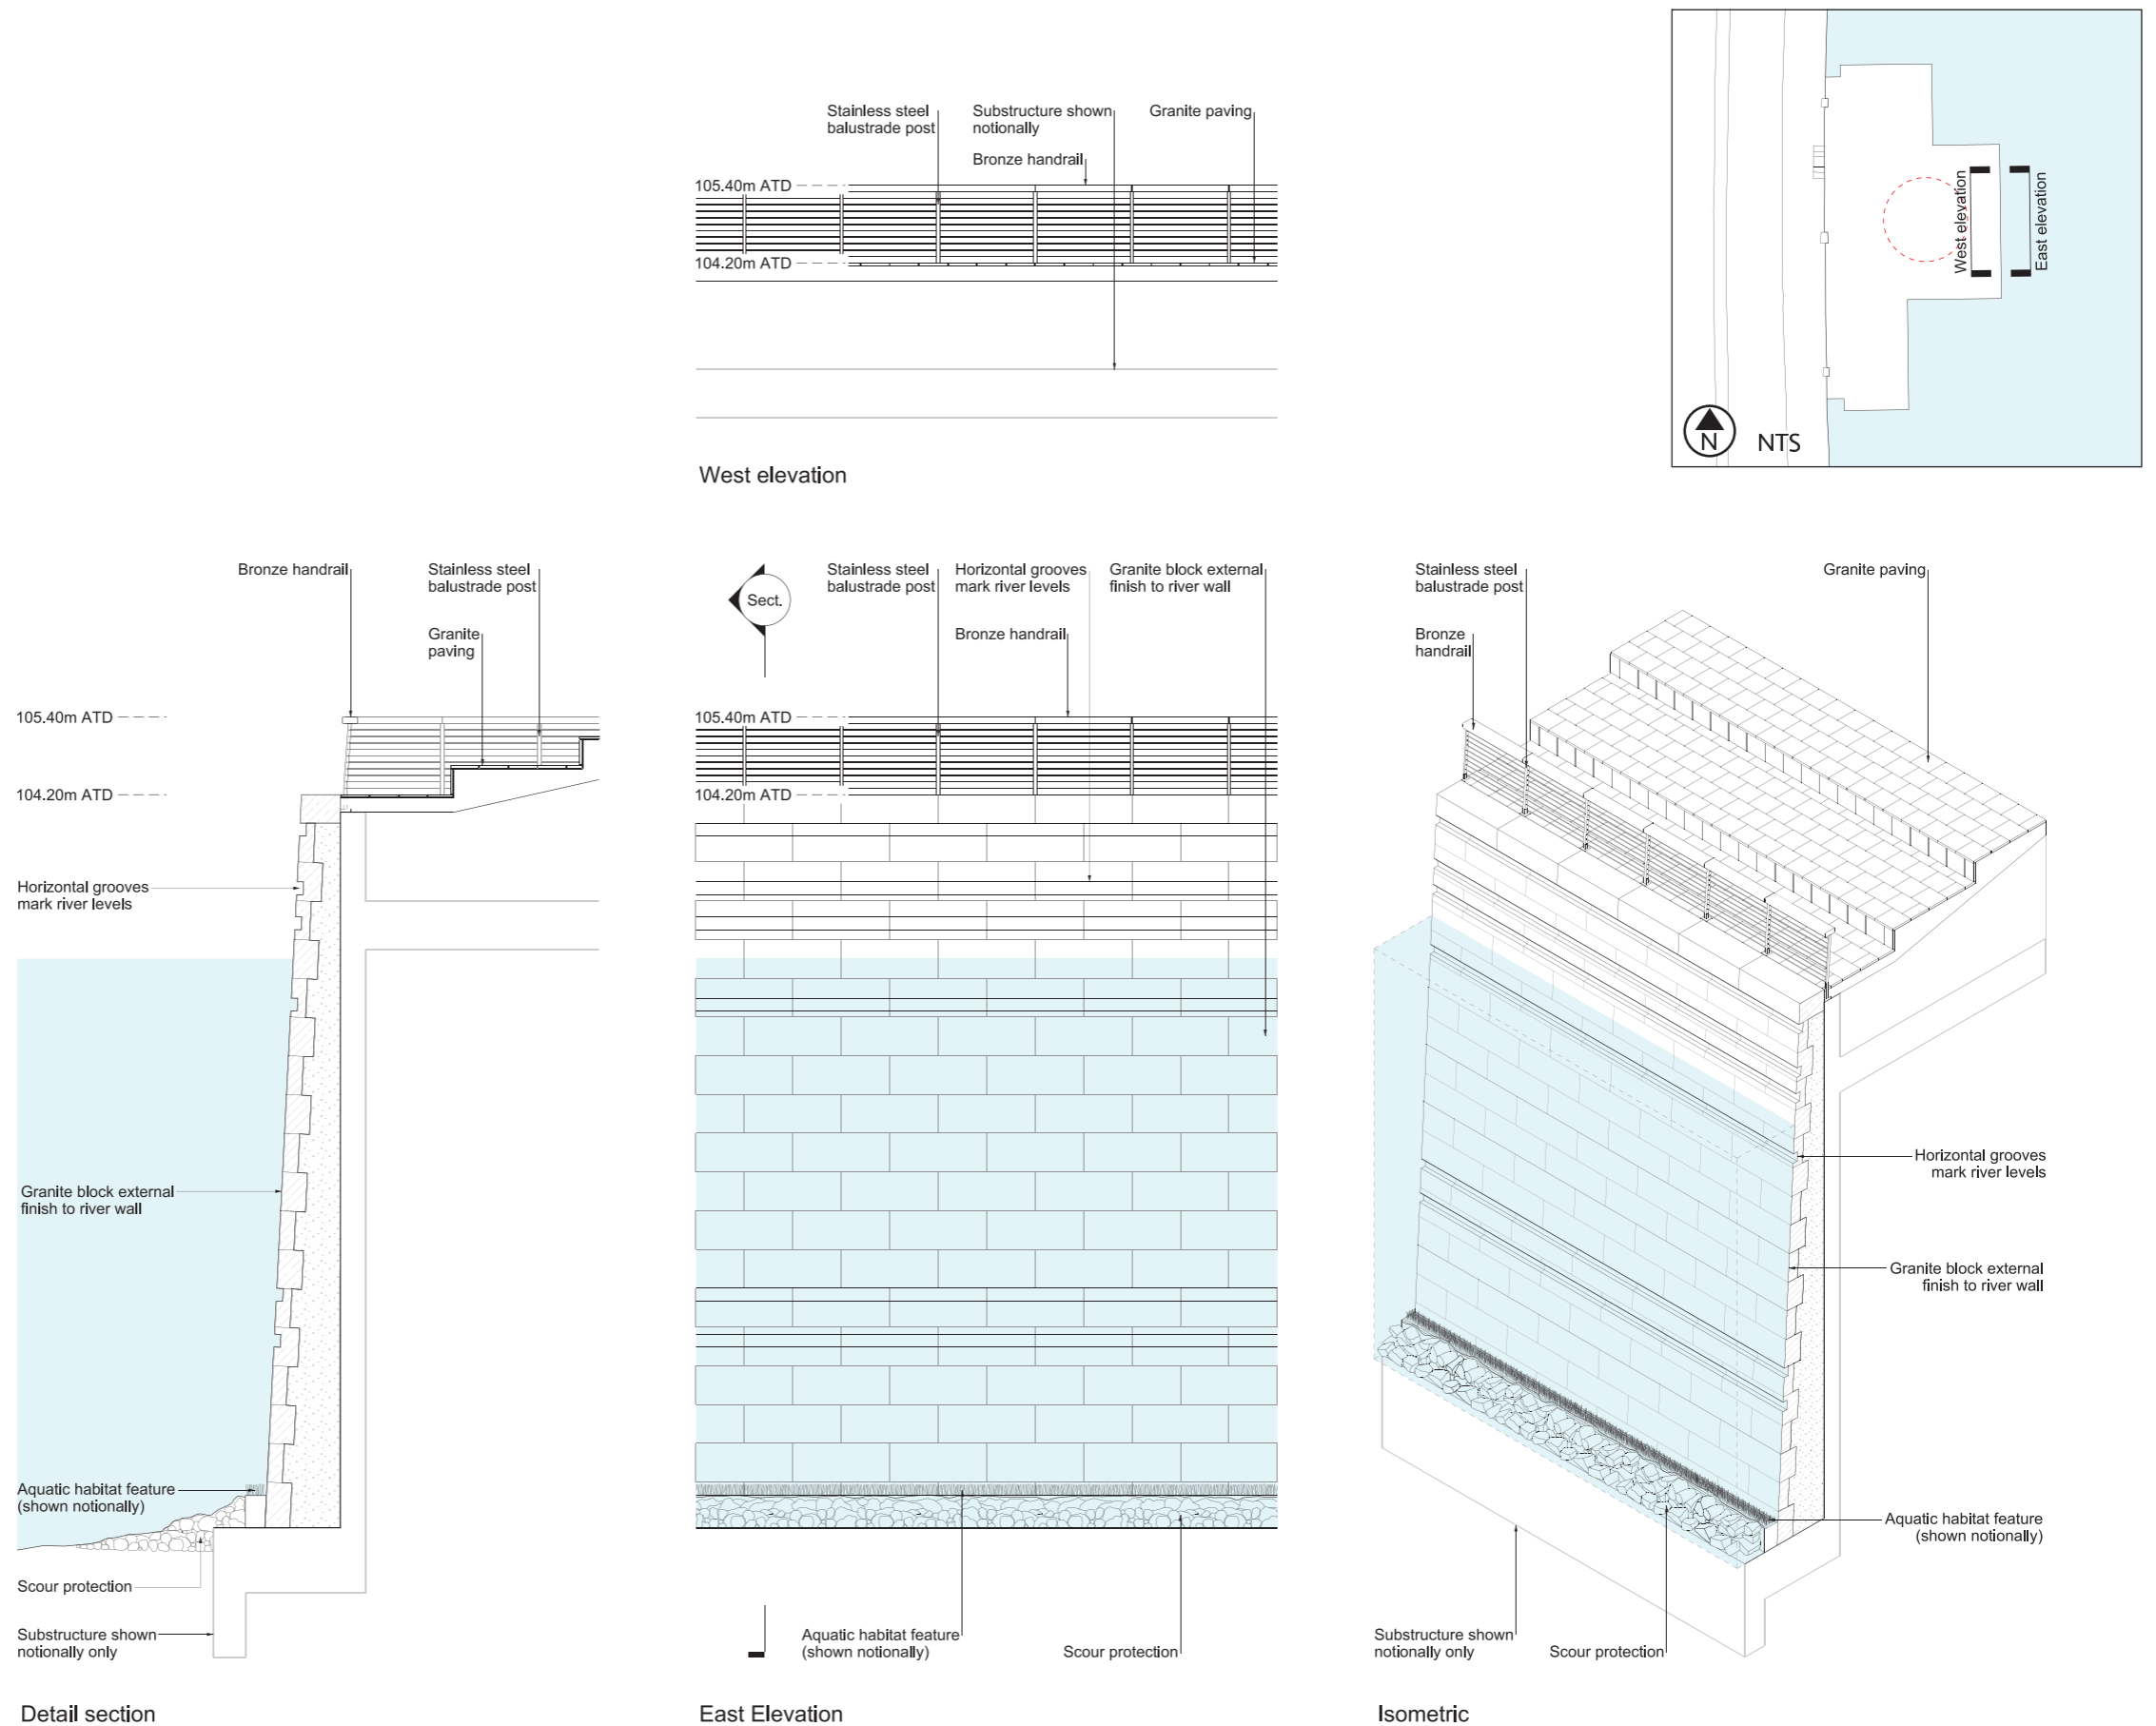 Stainless steel
balustrade post
Substructure shown
notionally
Granite paving
Bronze handrail
105.40m ATD
104.20m ATD
West elevation
West elevation
East elevation
N
NTS
Bronze handrail
Stainless steel
balustrade post
Granite
paving
105.40m ATD
104.20m ATD
Horizontal grooves
mark river levels
Granite block external
finish to river wall
Aquatic habitat feature
(shown notionally)
Scour protection
Substructure shown
notionally only
Detail section
Sect.
Stainless steel
balustrade post
Horizontal grooves
mark river levels
Granite block external
finish to river wall
Bronze handrail
105.40m ATD
104.20m ATD
Aquatic habitat feature
(shown notionally)
Scour protection
East Elevation
Stainless steel
balustrade post
Granite paving
Bronze
handrail
Horizontal grooves
mark river levels
Granite block external
finish to river wall
Aquatic habitat feature
(shown notionally)
Substructure shown
notionally only
Scour protection
Isometric